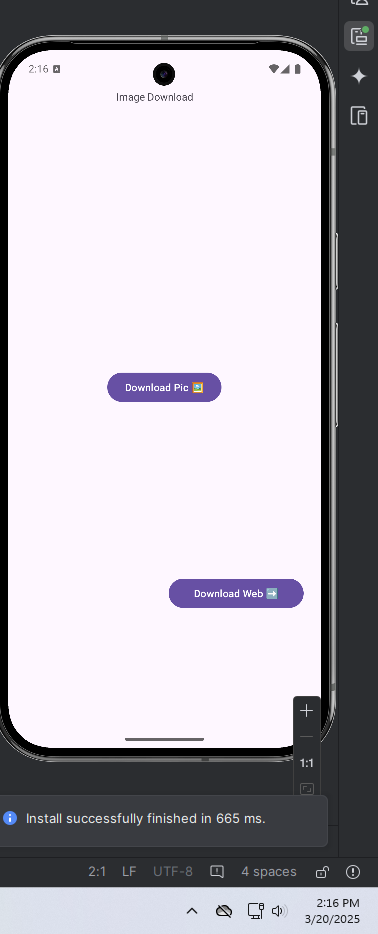 2:16 A
Image Download
Download Pic 🖼️
Download Web ➡️
1:1
Install successfully finished in 665 ms.
2:1 LF UTF-8 4 spaces
2:16 PM
3/20/2025